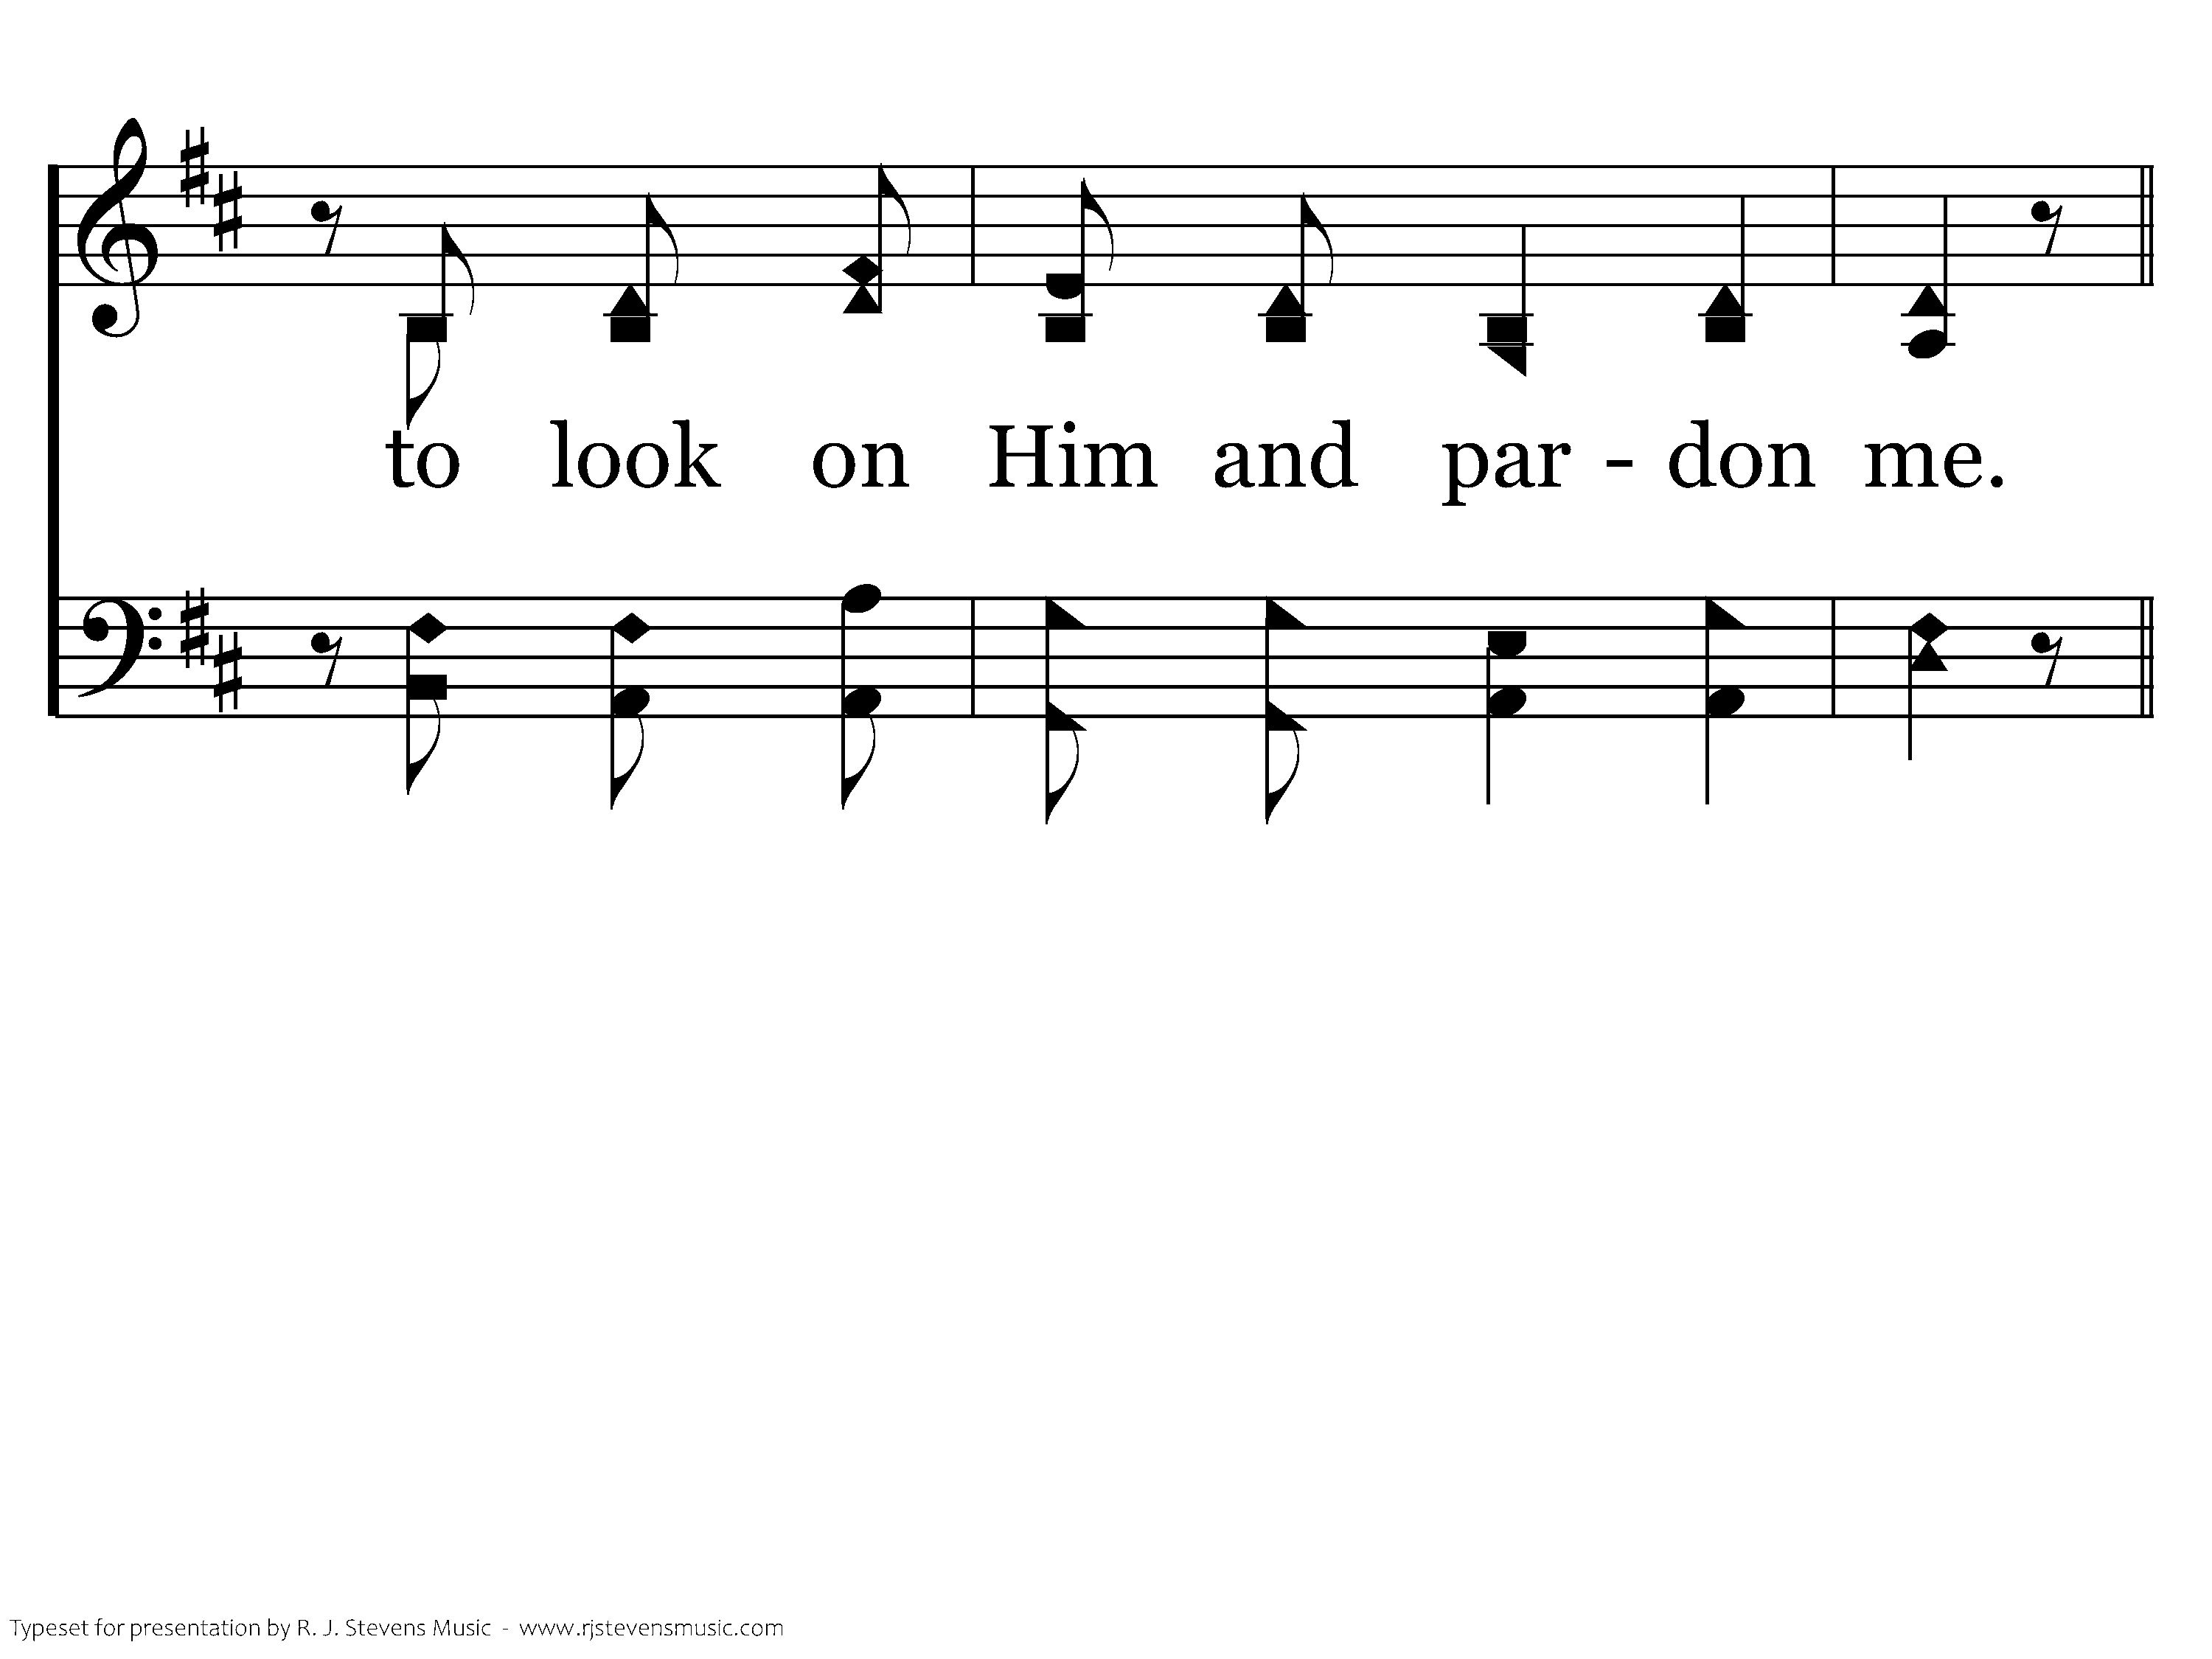 to look on Him and par - don me.
Typeset for presentation by R. J. Stevens Music - www.rjstevensmusic.com